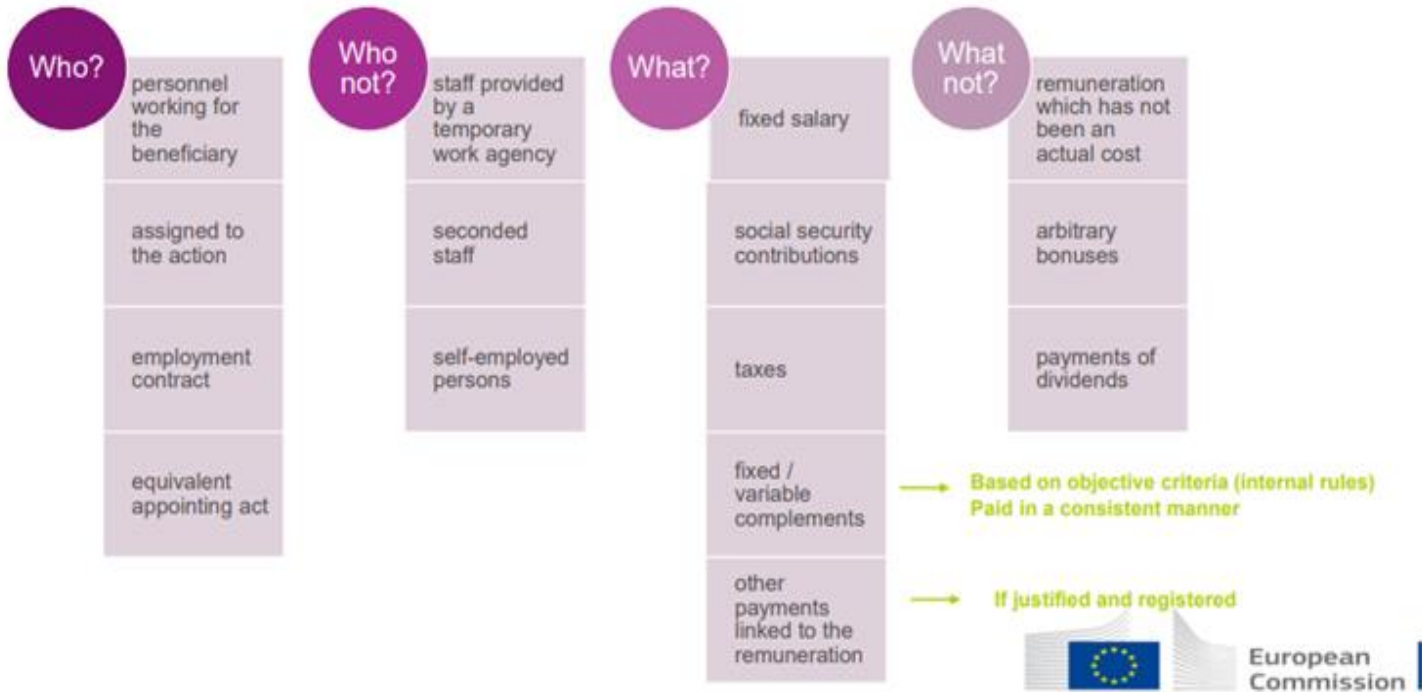 Who?
personnel
working for
the
beneficiary
assigned to
the action
employment
contract
equivalent
appointing act
Who
not?
staff provided
by a
temporary
work agency
seconded
staff
self-employed
persons
What?
fixed salary
social security
contributions
taxes
fixed /
variable
complements
Based on objective criteria (internal rules)
Paid in a consistent manner
other
payments
linked to the
remuneration
If justified and registered
What
not?
remuneration
which has not
been an
actual cost
arbitrary
bonuses
payments of
dividends
European
Commission